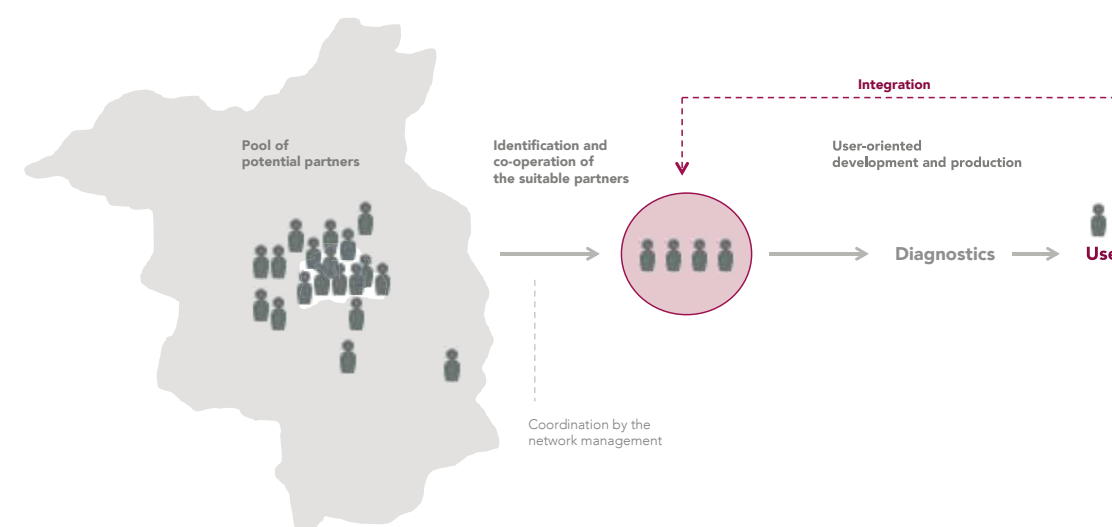 Integration
Pool of
potential partners
Identification and
co-operation of
the suitable partners
User-oriented
development and production
Diagnostics
Use
Coordination by the
network management